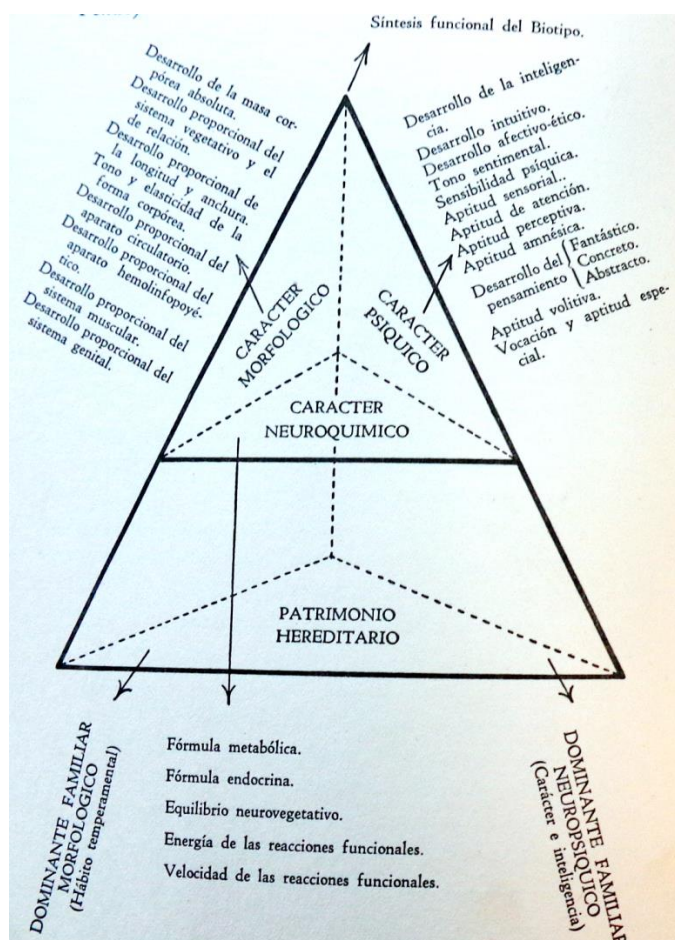 Síntesis funcional del Biotipo.
Desarrollo de la masa cor-
pórea absoluta.
Desarrollo proporcional del
sistema vegetativo y el
de relación.
Desarrollo proporcional de
la longitud y anchura.
Tono y elasticidad de la
forma corpórea.
Desarrollo proporcional del
aparato circulatorio.
Desarrollo proporcional del
aparato hemolinfopoyé-
tico.
Desarrollo proporcional del
sistema muscular.
Desarrollo proporcional del
sistema genital.
Desarrollo de la inteligen-
cia.
Desarrollo intuitivo.
Desarrollo afectivo-ético.
Tono sentimental.
Sensibilidad psíquica.
Aptitud sensorial..
Aptitud de atención.
Aptitud perceptiva.
Aptitud amnésica.
Desarrollo del
pensamiento
Fantástico.
Concreto.
Abstracto.
Aptitud volitiva.
Vocación y aptitud espe-
cial.
CARÁCTER
MORFOLOGICO
CARÁCTER
PSIQUICO
CARACTER
NEUROQUIMICO
PATRIMONIO
HEREDITARIO
DOMINANTE FAMILIAR
MORFOLOGICO
(Hábito temperamental)
Fórmula metabólica.
Fórmula endocrina.
Equilibrio neurovegetativo.
Energía de las reacciones funcionales.
Velocidad de las reacciones funcionales.
DOMINANTE FAMILIAR
NEUROPSIQUICO
(Carácter e inteligencia)